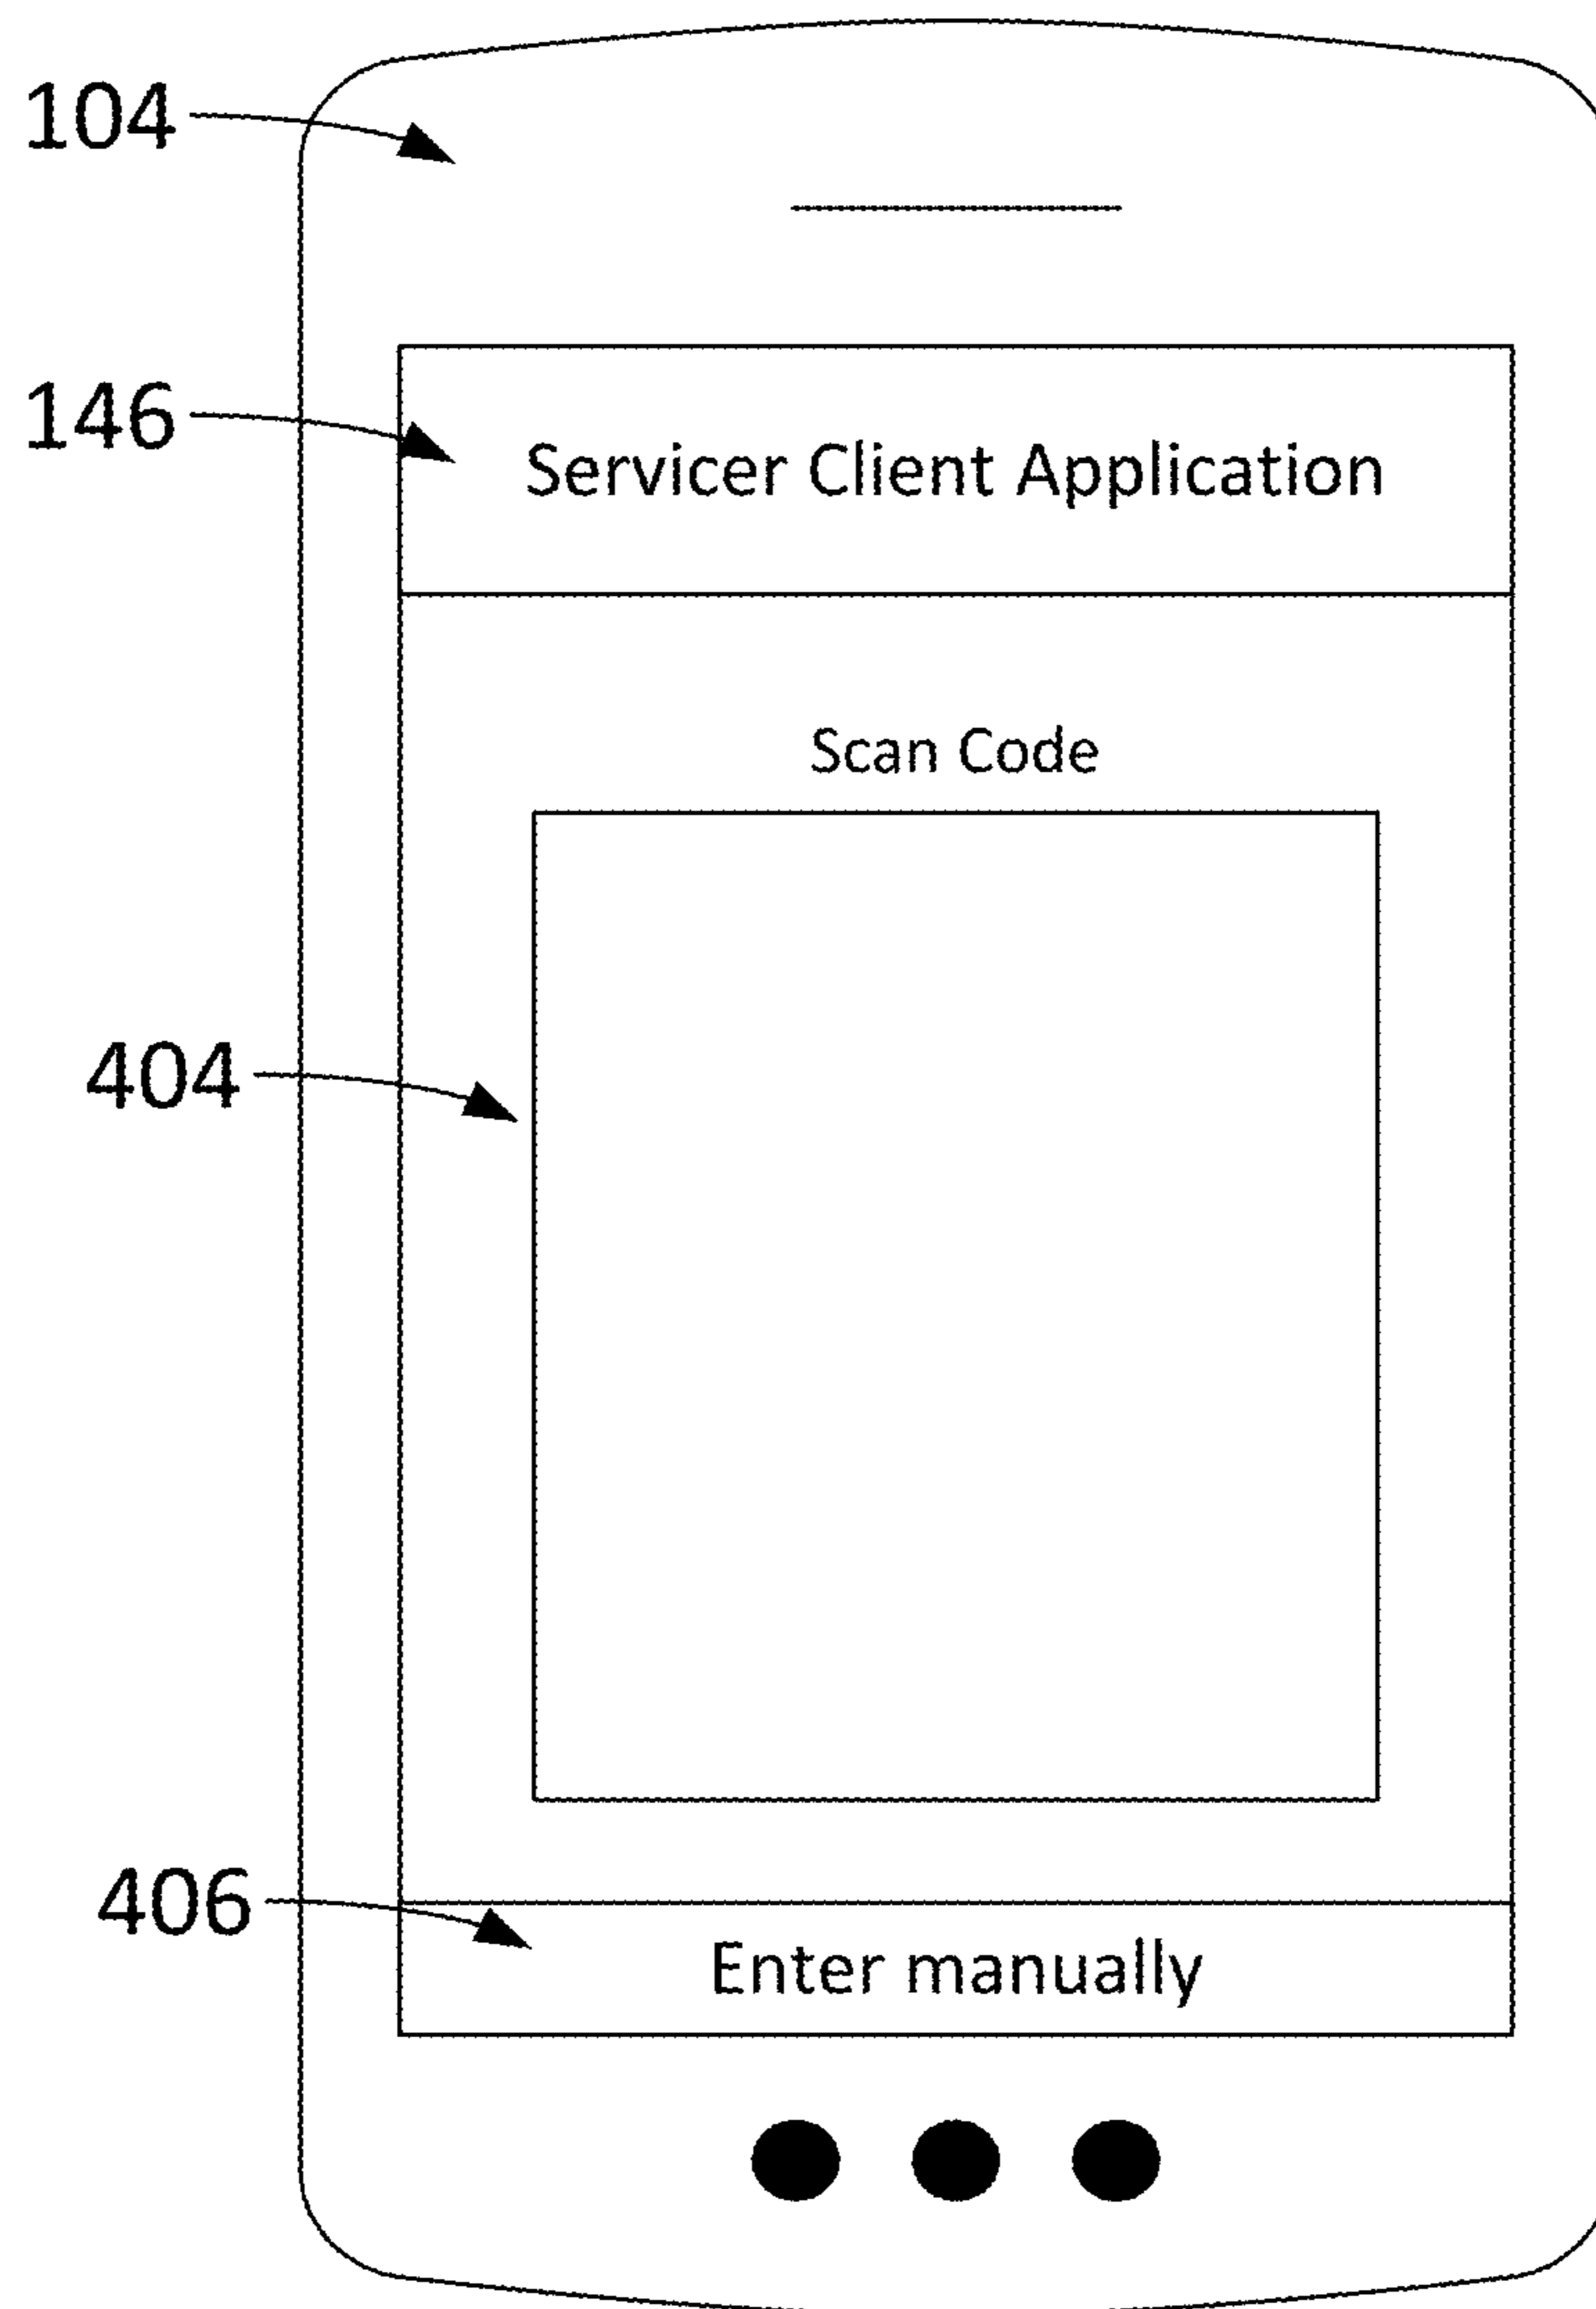 104
146
Servicer Client Application
Scan Code
404
406
Enter manually